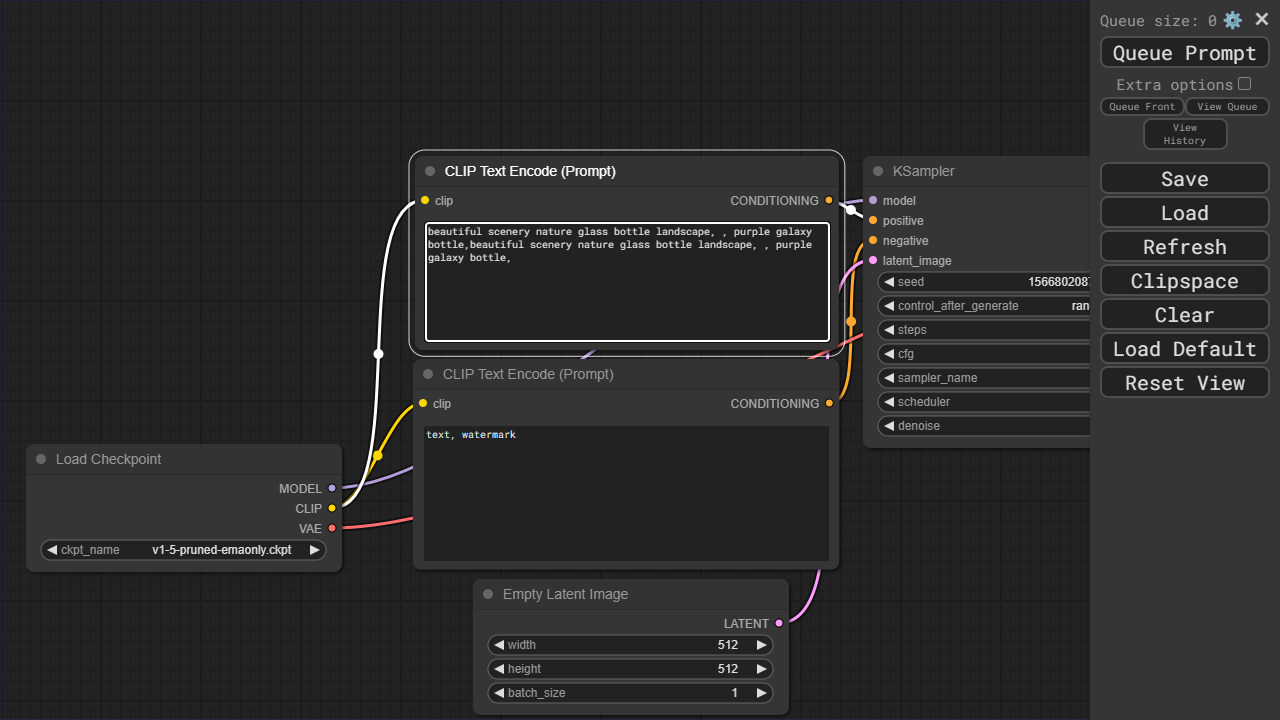 Queue size: 0
Queue Prompt
Extra options
Queue Front
View Queue
View
History
Save
Load
Refresh
Clipspace
Clear
Load Default
Reset View
CLIP Text Encode (Prompt)
clip
CONDITIONING
beautiful scenery nature glass bottle landscape, , purple galaxy
bottle,beautiful scenery nature glass bottle landscape, , purple
galaxy bottle,
KSampler
model
positive
negative
latent_image
seed
control_after_generate
steps
cfg
sampler_name
scheduler
denoise
CLIP Text Encode (Prompt)
clip
CONDITIONING
text, watermark
Load Checkpoint
MODEL
CLIP
VAE
ckpt_name v1-5-pruned-emaonly.ckpt
Empty Latent Image
LATENT
width 512
height 512
batch_size 1